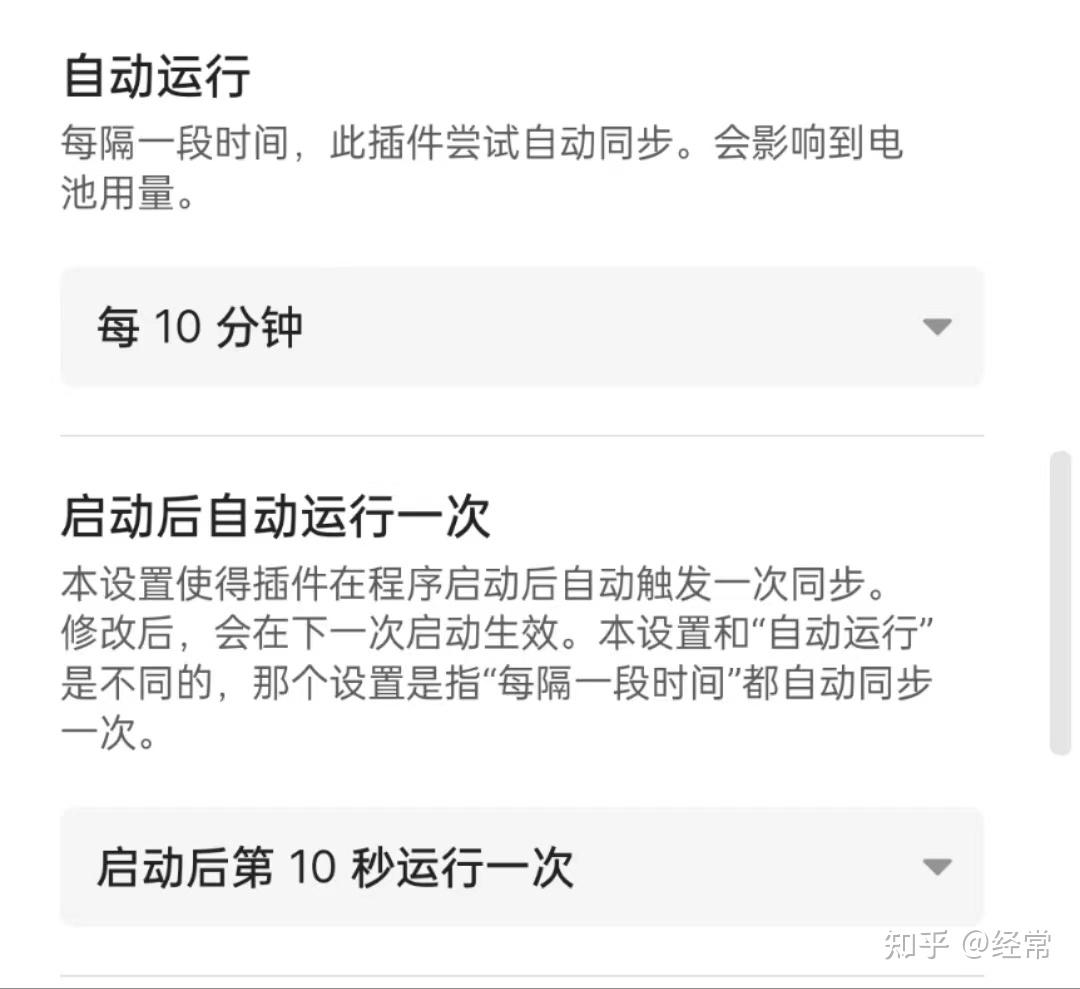 自动运行
每隔一段时间，此插件尝试自动同步。会影响到电
池用量。
每 10 分钟
启动后自动运行一次
本设置使得插件在程序启动后自动触发一次同步。
修改后，会在下一次启动生效。本设置和“自动运行”
是不同的，那个设置是指“每隔一段时间”都自动同步
一次。
启动后第 10 秒运行一次
知乎 @经常